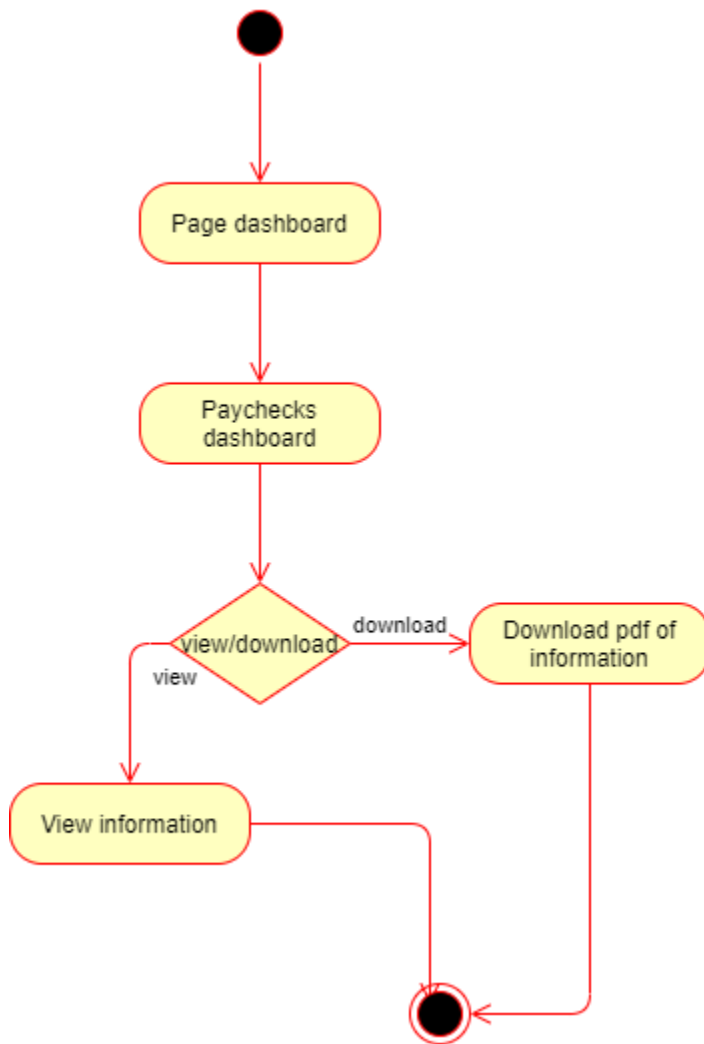 Page dashboard
Paychecks
dashboard
view/download
download
Download pdf of
information
view
View information